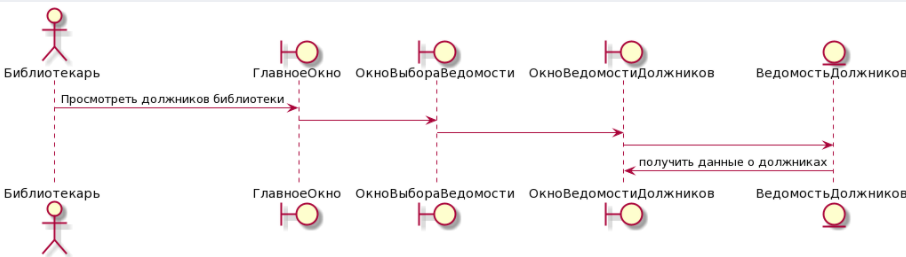 Библиотекарь
ГлавноеОкно
ОкноВыбораВедомости
ОкноВедомостиДолжников
ВедомостьДолжников
Просмотреть должников библиотеки
получить данные о должниках
Библиотекарь
ГлавноеОкно
ОкноВыбораВедомости
ОкноВедомостиДолжников
ВедомостьДолжников